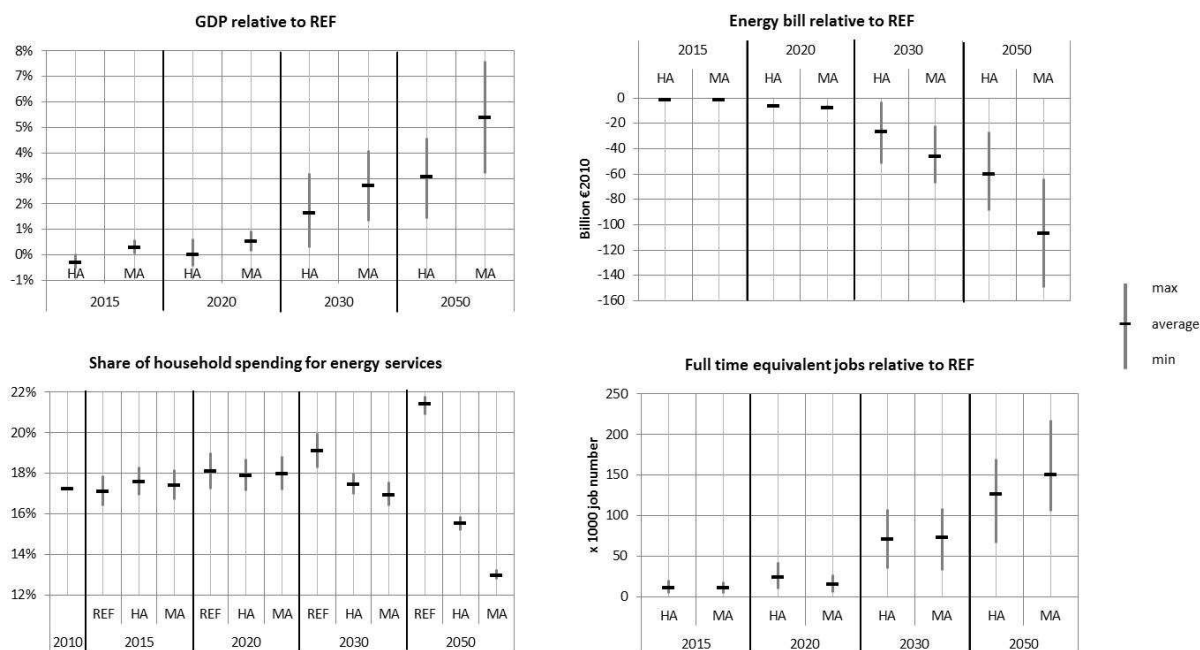 GDP relative to REF
8%
7%
6%
5%
4%
3%
2%
1%
0%
-1%
HA MA HA MA HA MA HA MA
2015 2020 2030 2050
Energy bill relative to REF
2015 2020 2030 2050
HA MA HA MA HA MA HA MA
0
-20
-40
-60
-80
-100
-120
-140
-160
Billion €2010
max
average
min
Share of household spending for energy services
22%
20%
18%
16%
14%
12%
REF HA MA REF HA MA REF HA MA REF HA MA
2010 2015 2020 2030 2050
Full time equivalent jobs relative to REF
250
200
150
100
50
0
x 1000 job number
HA MA HA MA HA MA HA MA
2015 2020 2030 2050